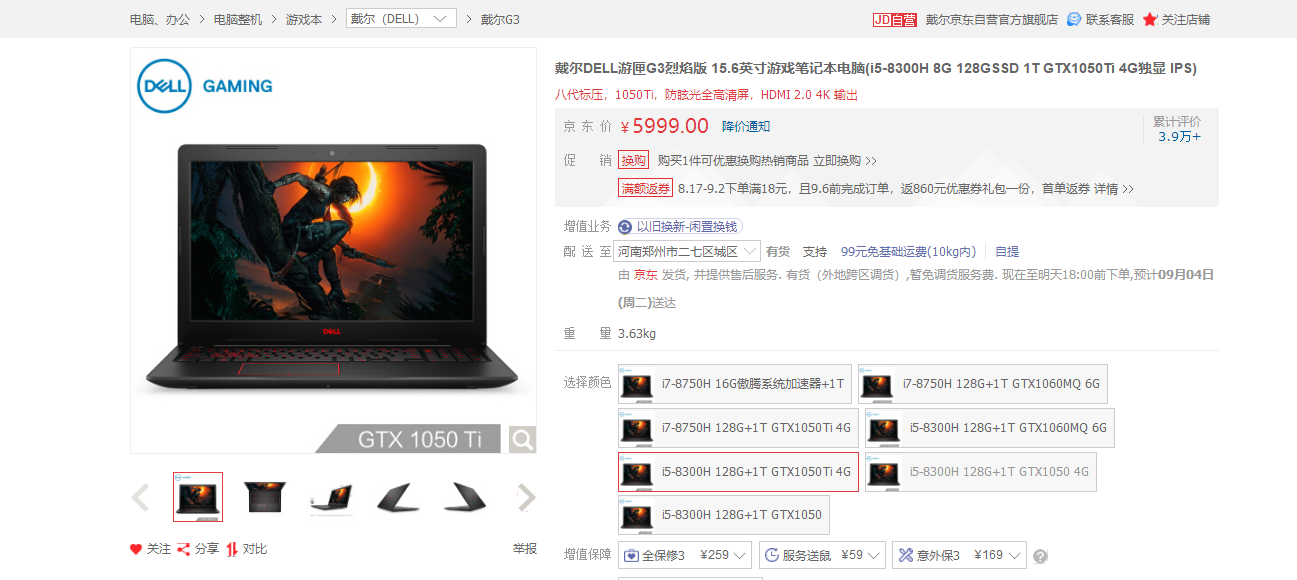 电脑、办公 > 电脑整机 > 游戏本 > 戴尔（DELL） > 戴尔G3
JD自营 戴尔京东自营官方旗舰店 联系客服 关注店铺
DELL GAMING
DELL
GTX 1050 Ti
关注 分享 对比 举报
戴尔DELL游匣G3烈焰版 15.6英寸游戏笔记本电脑(i5-8300H 8G 128GSSD 1T GTX1050Ti 4G独显 IPS)
八代标压，1050Ti，防眩光全高清屏，HDMI 2.0 4K 输出
京东价 ￥5999.00 降价通知
累计评价
3.9万+
促销 换购 购买1件可优惠换购热销商品 立即换购 >>
满额返券 8.17-9.2下单满18元，且9.6前完成订单，返860元优惠券礼包一份，首单返券 详情 >>
增值业务 以旧换新-闲置换钱
配送至 河南郑州市二七区城区 有货 支持 99元免基础运费(10kg内) 自提
由 京东 发货, 并提供售后服务. 有货（外地跨区调货）,暂免调货服务费. 现在至明天18:00前下单,预计09月04日
(周二)送达
重量 3.63kg
选择颜色 i7-8750H 16G傲腾系统加速器+1T i7-8750H 128G+1T GTX1060MQ 6G
i7-8750H 128G+1T GTX1050Ti 4G i5-8300H 128G+1T GTX1060MQ 6G
i5-8300H 128G+1T GTX1050Ti 4G i5-8300H 128G+1T GTX1050 4G
i5-8300H 128G+1T GTX1050
增值保障 全保修3 ¥259 服务送鼠 ¥59 意外保3 ¥169 ?